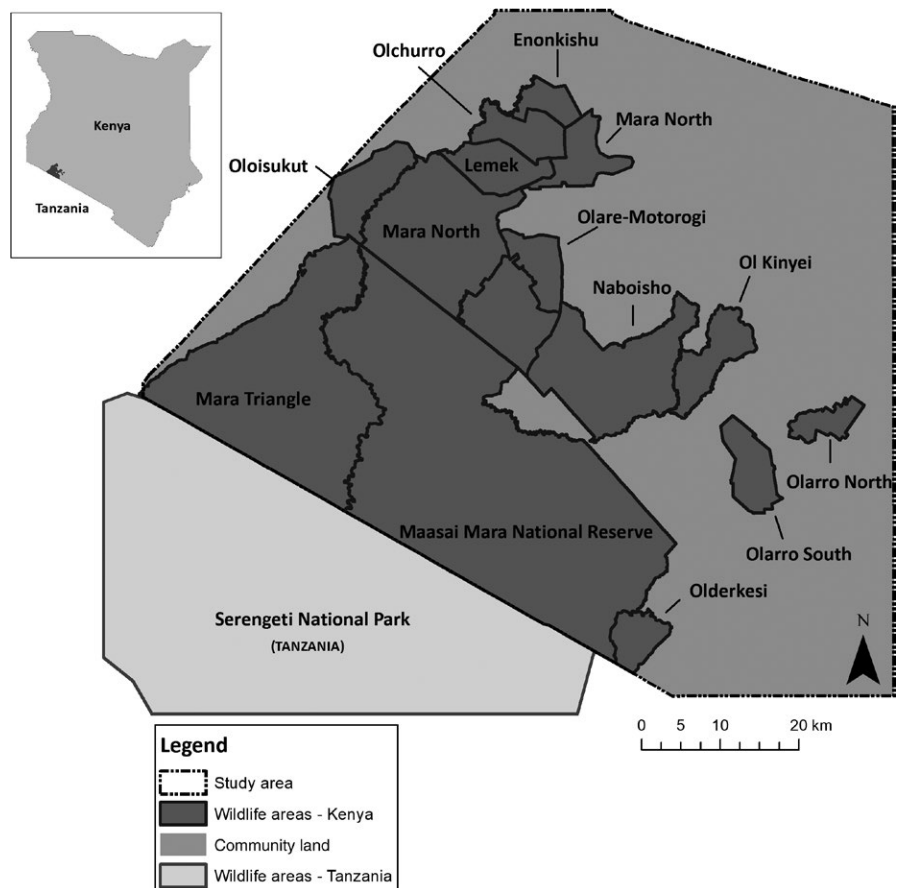 Kenya
Tanzania
Enonkishu
Olchurro
Mara North
Lemek
Oloisukut
Olare-Motorogi
Mara North
Ol Kinyei
Naboisho
Mara Triangle
Olarro North
Maasai Mara National Reserve
Olarro South
Olderkesi
Serengeti National Park
(TANZANIA)
N
0 5 10 20 km
Legend
Study area
Wildlife areas - Kenya
Community land
Wildlife areas - Tanzania